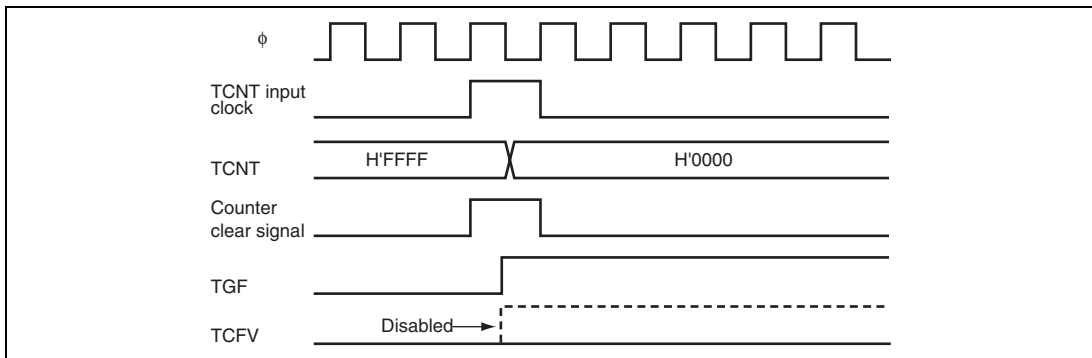 ϕ
TCNT input
clock
TCNT
H'FFFF
H'0000
Counter
clear signal
TGF
Disabled
TCFV